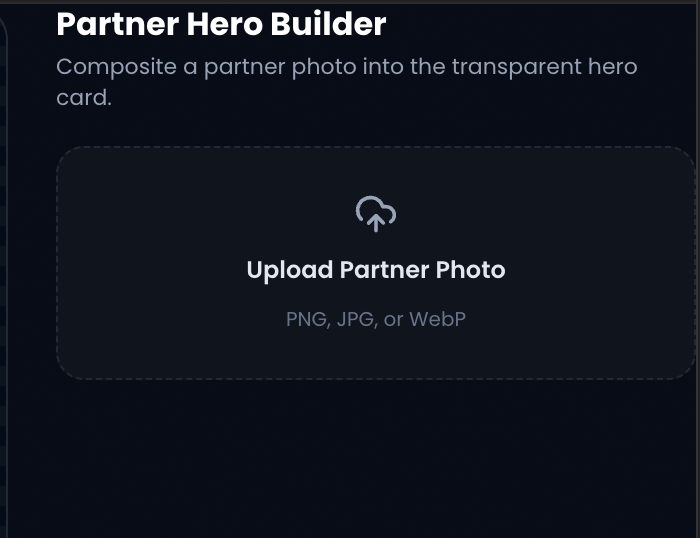 Partner Hero Builder
Composite a partner photo into the transparent hero
card.
Upload Partner Photo
PNG, JPG, or WebP